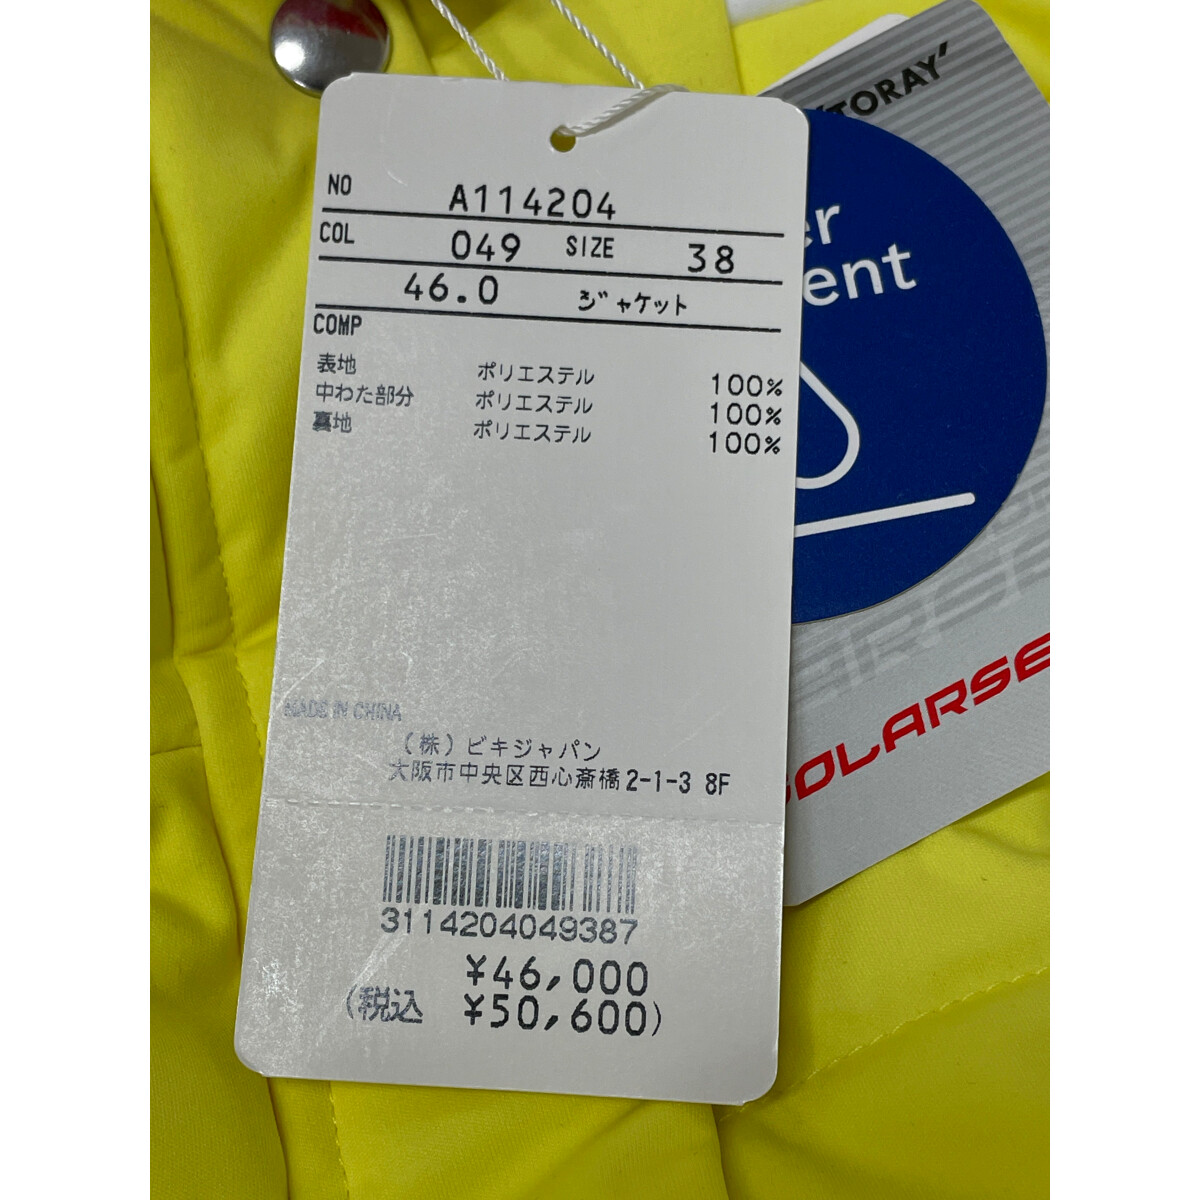 NO A114204
COL 049 SIZE 38
46.0 ジャケット
COMP
表地 ポリエステル 100%
中わた部分 ポリエステル 100%
裏地 ポリエステル 100%
MADE IN CHINA
(株)ビキジャパン
大阪市中央区西心斎橋2-1-3 8F
3114204049387
¥46,000
(税込 ¥50,600)
'TORAY'
er
ent
SOLARSE